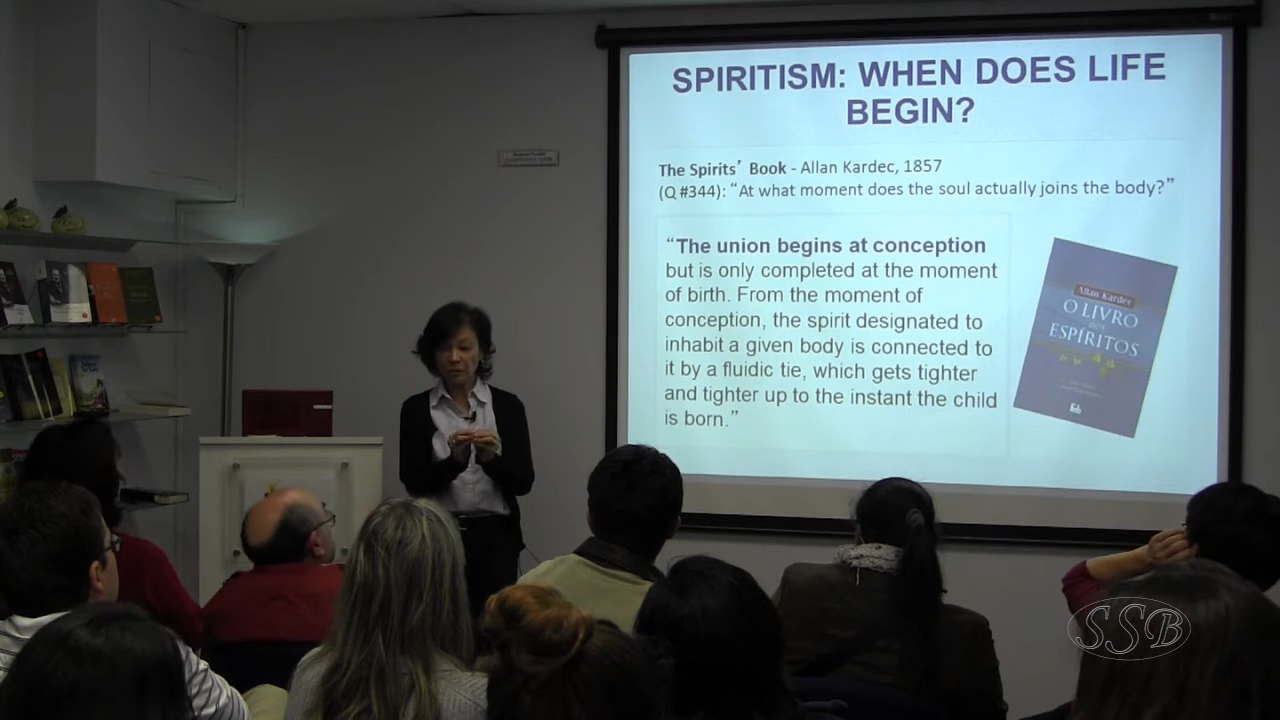 SPIRITISM: WHEN DOES LIFE
BEGIN?
The Spirits’ Book - Allan Kardec, 1857
(Q #344): “At what moment does the soul actually joins the body?”
“The union begins at conception
but is only completed at the moment
of birth. From the moment of
conception, the spirit designated to
inhabit a given body is connected to
it by a fluidic tie, which gets tighter
and tighter up to the instant the child
is born.”
Allan Kardec
O LIVRO
DOS
ESPÍRITOS
SSB